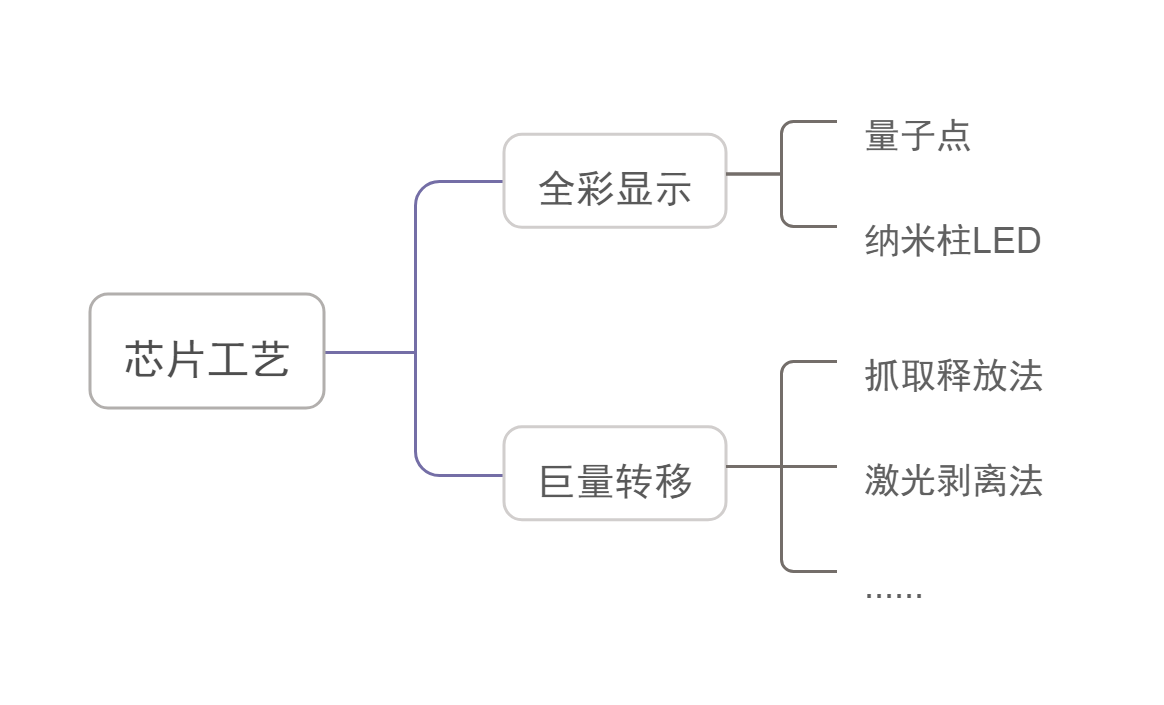 芯片工艺
全彩显示
量子点
纳米柱LED
巨量转移
抓取释放法
激光剥离法
......